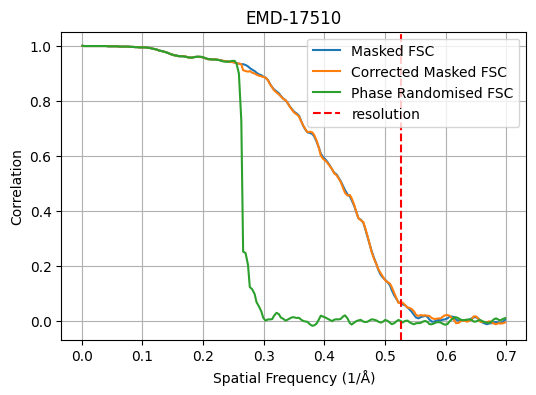 EMD-17510
1.0
0.8
0.6
0.4
0.2
0.0
Correlation
Masked FSC
Corrected Masked FSC
Phase Randomised FSC
resolution
0.0 0.1 0.2 0.3 0.4 0.5 0.6 0.7
Spatial Frequency (1/Å)